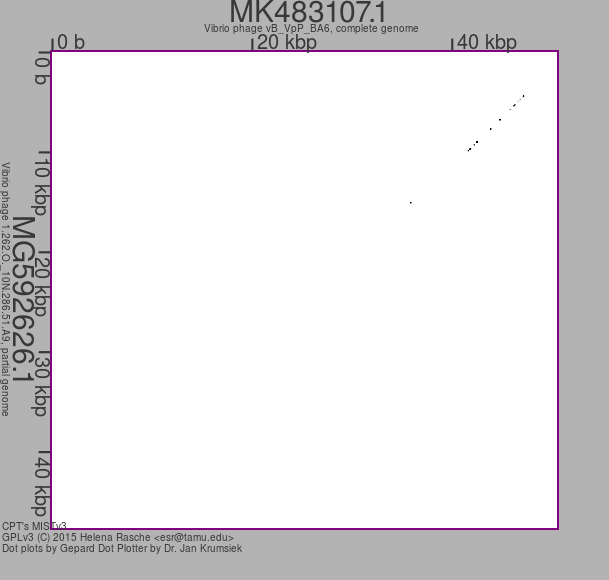 MK483107.1
Vibrio phage vB_VpP_BA6, complete genome
0 b
20 kbp
40 kbp
0 b
10 kbp
20 kbp
30 kbp
40 kbp
MG592626.1
Vibrio phage 1.262.O._10N.286.51.A9, partial genome
CPT's MISTv3
GPLv3 (C) 2015 Helena Rasche <esr@tamu.edu>
Dot plots by Gepard Dot Plotter by Dr. Jan Krumsiek